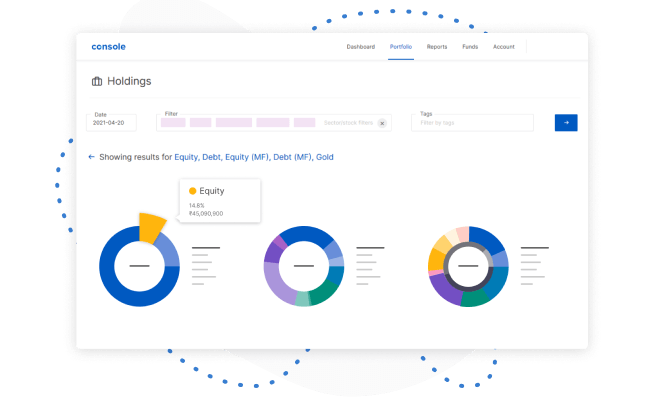 console
Dashboard Portfolio Reports Funds Account
Holdings
Date
2021-04-20
Filter
Sector/stock filters
Tags
Filter by tags
← Showing results for Equity, Debt, Equity (MF), Debt (MF), Gold
Equity
14.8%
₹45,090,900